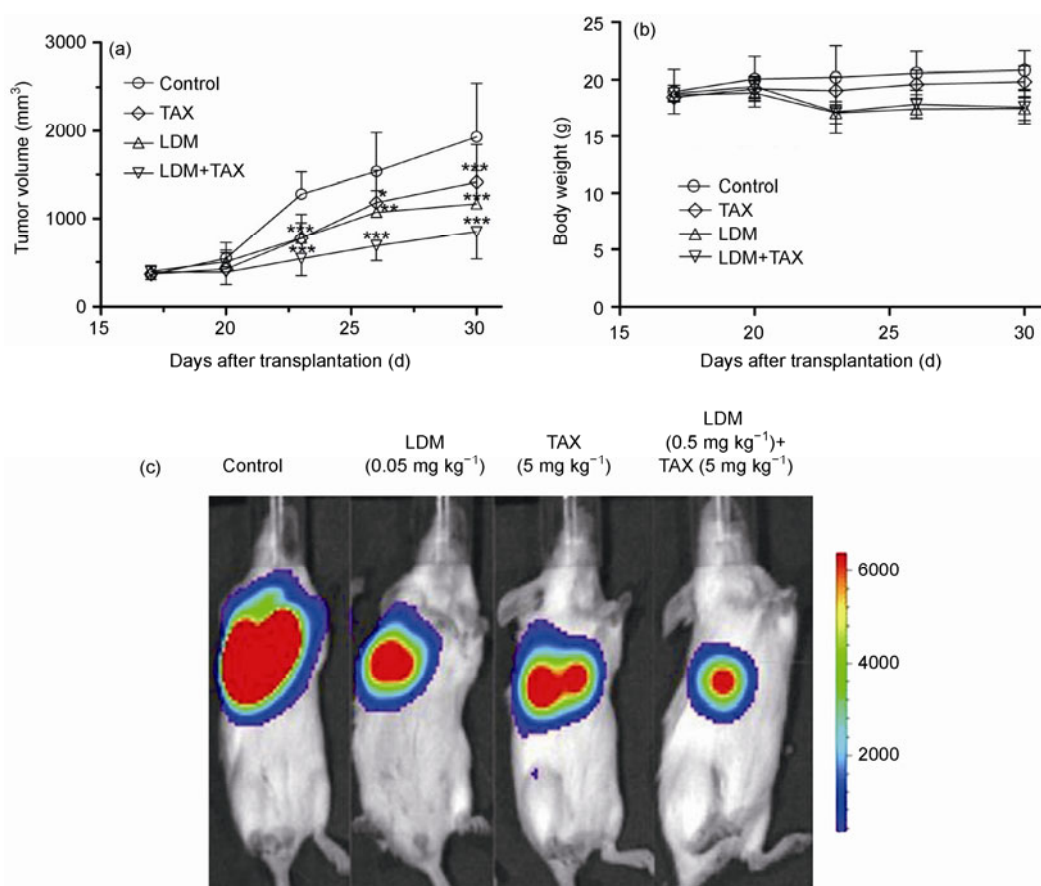 (a)
3000
2000
1000
0
15
20
25
30
Tumor volume (mm³)
Days after transplantation (d)
Control
TAX
LDM
LDM+TAX
***
***
*
***
***
***
***
***
(b)
25
20
15
10
5
0
15
20
25
30
Body weight (g)
Days after transplantation (d)
Control
TAX
LDM
LDM+TAX
(c)
Control
LDM
(0.05 mg kg⁻¹)
TAX
(5 mg kg⁻¹)
LDM
(0.5 mg kg⁻¹)+
TAX (5 mg kg⁻¹)
6000
4000
2000